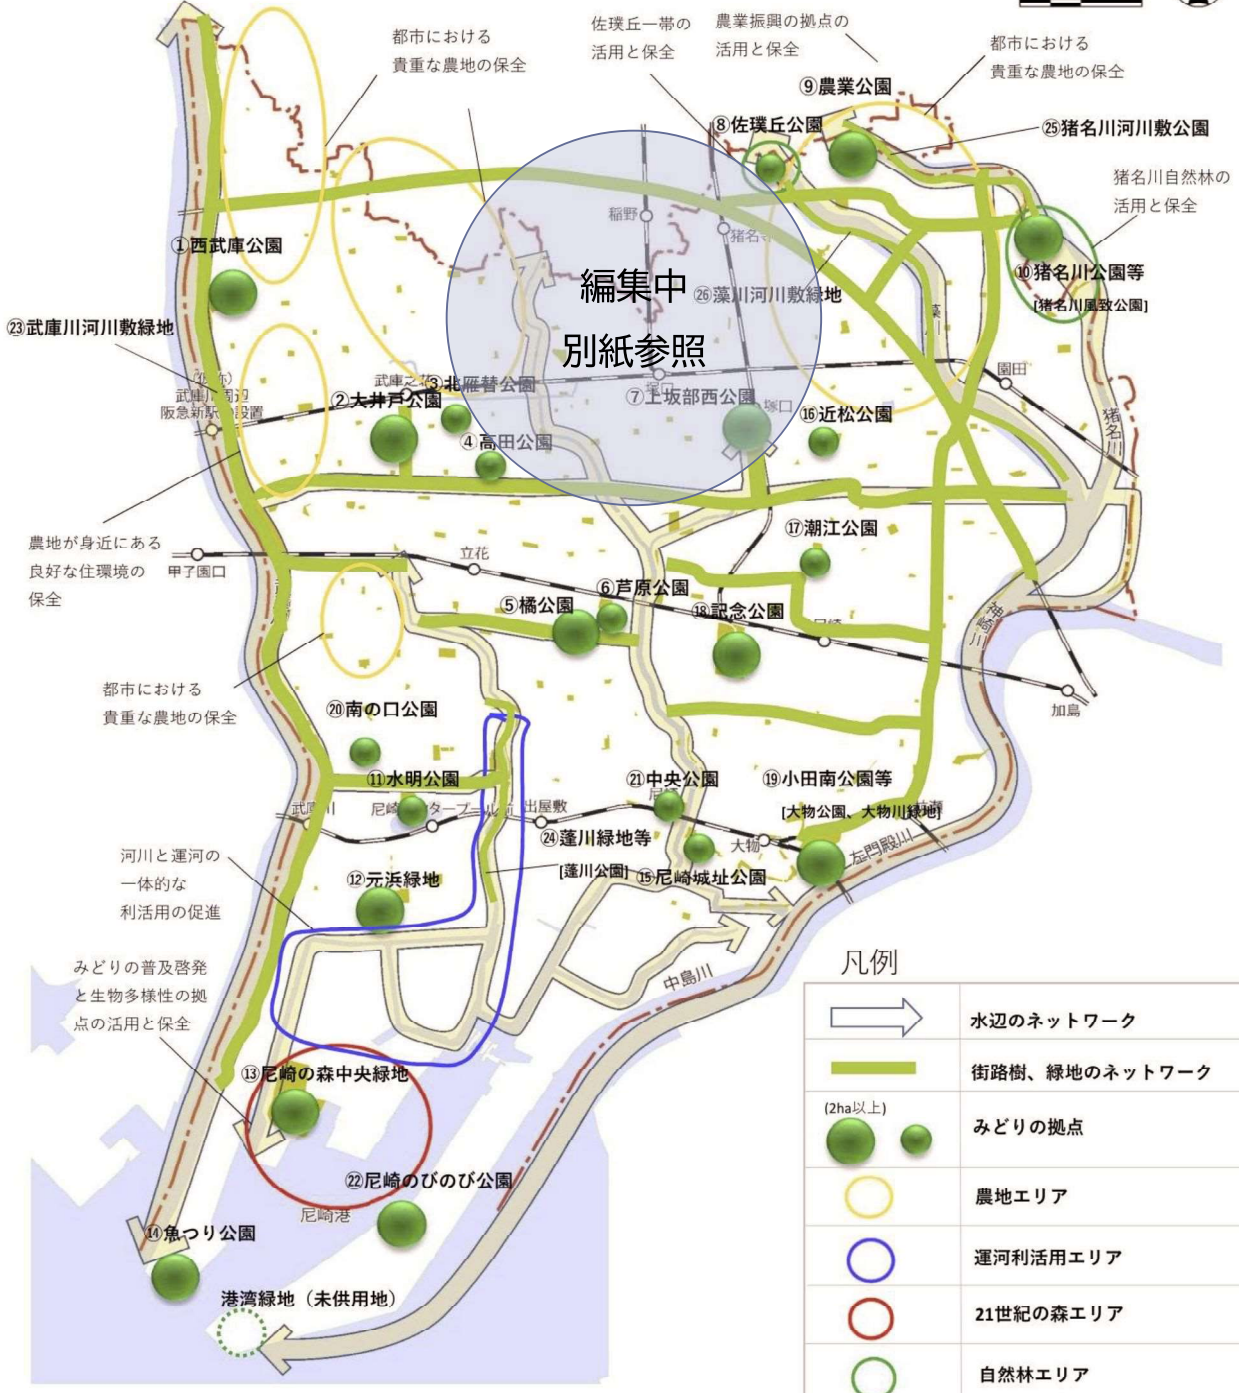 都市における
貴重な農地の保全
佐璞丘一帯の
活用と保全
農業振興の拠点の
活用と保全
都市における
貴重な農地の保全
⑨農業公園
⑧佐璞丘公園
㉕猪名川河川敷公園
猪名川自然林の
活用と保全
稲野
猪名寺
①西武庫公園
編集中
別紙参照
㉖藻川河川敷緑地
⑩猪名川公園等
[猪名川風致公園]
藻川
㉓武庫川河川敷緑地
(仮称)
武庫川周辺
阪急新駅の設置
武庫之荘
③北雁替公園
②大井戸公園
④高田公園
塚口
⑦上坂部西公園
塚口
園田
⑯近松公園
猪名川
農地が身近にある
良好な住環境の
保全
甲子園口
立花
⑰潮江公園
⑥芦原公園
⑤橘公園
⑱記念公園
尼崎
神崎川
武庫川
都市における
貴重な農地の保全
加島
⑳南の口公園
⑪水明公園
㉑中央公園
⑲小田南公園等
[大物公園、大物川緑地]
武庫川
出屋敷
㉔蓬川緑地等
[蓬川公園]
大物
左門殿川
⑮尼崎城址公園
河川と運河の
一体的な
利活用の促進
⑫元浜緑地
みどりの普及啓発
と生物多様性の拠
点の活用と保全
中島川
⑬尼崎の森中央緑地
㉒尼崎のびのび公園
尼崎港
⑭魚つり公園
港湾緑地（未供用地）
凡例
水辺のネットワーク
街路樹、緑地のネットワーク
(2ha以上)
みどりの拠点
農地エリア
運河利活用エリア
21世紀の森エリア
自然林エリア